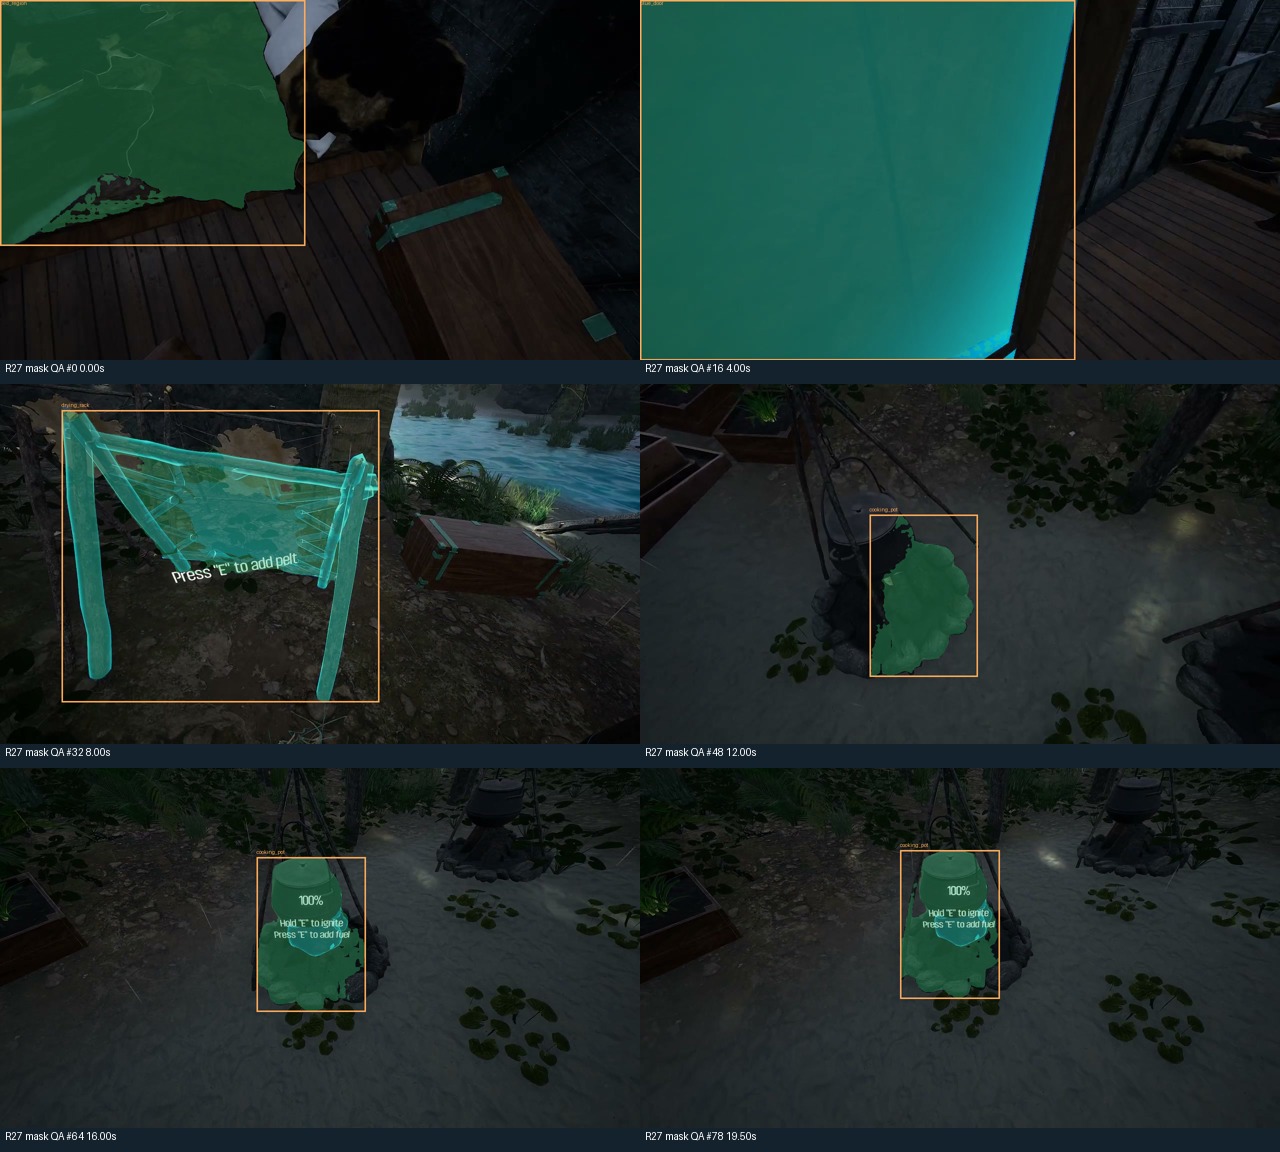 bed_region
R27 mask QA #0 0.00s
R27 mask QA #16 4.00s
drying_rack
Press "E" to add pelt
R27 mask QA #32 8.00s
cooking_pot
R27 mask QA #48 12.00s
cooking_pot
100%
Hold "E" to ignite
Press "E" to add fuel
R27 mask QA #64 16.00s
cooking_pot
100%
Hold "E" to ignite
Press "E" to add fuel
R27 mask QA #78 19.50s